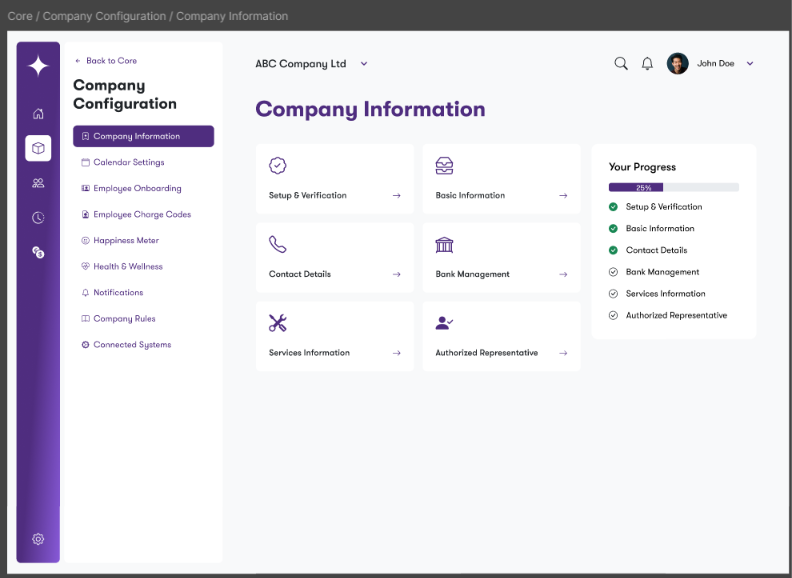 Core / Company Configuration / Company Information
← Back to Core
Company
Configuration
Company Information
Calendar Settings
Employee Onboarding
Employee Charge Codes
Happiness Meter
Health & Wellness
Notifications
Company Rules
Connected Systems
ABC Company Ltd
John Doe
Company Information
Setup & Verification →
Basic Information →
Contact Details →
Bank Management →
Services Information →
Authorized Representative →
Your Progress
25%
Setup & Verification
Basic Information
Contact Details
Bank Management
Services Information
Authorized Representative